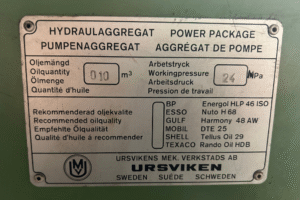 HYDRAULAGGREGAT POWER PACKAGE
PUMPENAGGREGAT AGGRÉGAT DE POMPE
Oljemängd
Oilquantity
Ölmenge
Quantité d'huile
010 m³
Arbetstryck
Workingpressure
Arbeitsdruck
Pression de travail
24 MPa
Rekommenderad oljekvalite
Recommended oilquality
Empfehlte Ölqualität
Qualité d'huile à recommender
BP Energol HLP 46 ISO
ESSO Nuto H 68
GULF Harmony 48 AW
MOBIL DTE 25
SHELL Tellus Oil 29
TEXACO Rando Oil HDB
UM
URSVIKENS MEK. VERKSTADS AB
URSVIKEN
SWEDEN SUEDE SCHWEDEN